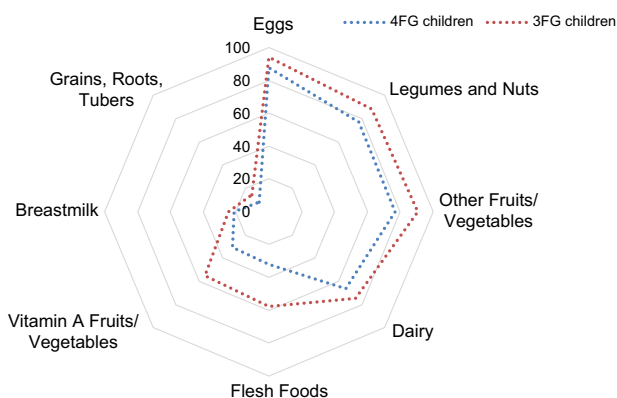 Eggs
4FG children
3FG children
100
80
60
40
20
0
Legumes and Nuts
Other Fruits/
Vegetables
Dairy
Flesh Foods
Vitamin A Fruits/
Vegetables
Breastmilk
Grains, Roots,
Tubers